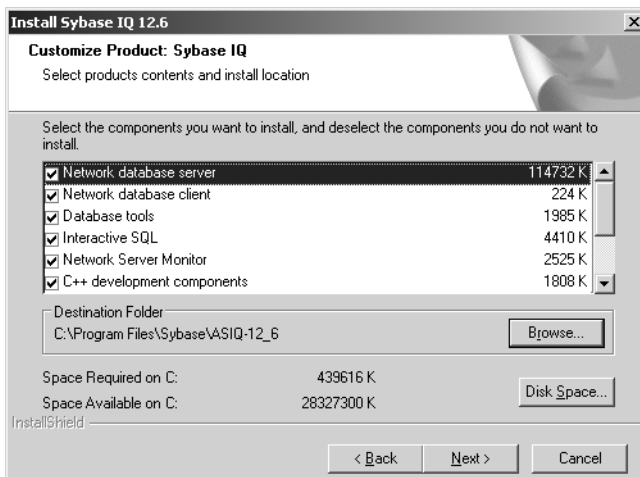 Install Sybase IQ 12.6
Customize Product: Sybase IQ
Select products contents and install location
Select the components you want to install, and deselect the components you do not want to
install.
Network database server 114732 K
Network database client 224 K
Database tools 1985 K
Interactive SQL 4410 K
Network Server Monitor 2525 K
C++ development components 1808 K
Destination Folder
C:\Program Files\Sybase\ASIQ-12_6
Browse...
Space Required on C: 439616 K
Space Available on C: 28327300 K
Disk Space...
InstallShield
< Back Next > Cancel